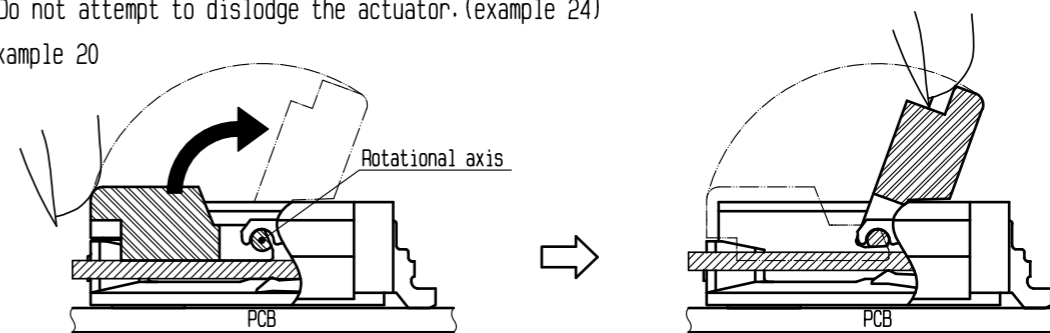 Do not attempt to dislodge the actuator.(example 24)
xample 20
Rotational axis
PCB
PCB